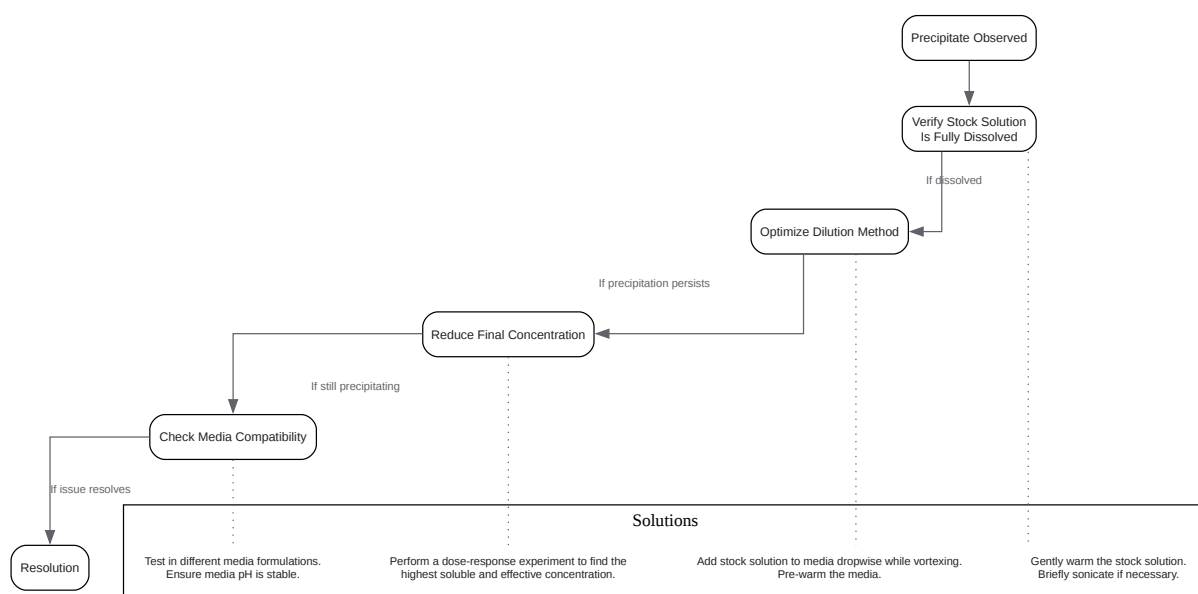 Precipitate Observed
Verify Stock Solution
Is Fully Dissolved
If dissolved
Optimize Dilution Method
If precipitation persists
Reduce Final Concentration
If still precipitating
Check Media Compatibility
If issue resolves
Resolution
Solutions
Test in different media formulations.
Ensure media pH is stable.
Perform a dose-response experiment to find the
highest soluble and effective concentration.
Add stock solution to media dropwise while vortexing.
Pre-warm the media.
Gently warm the stock solution.
Briefly sonicate if necessary.